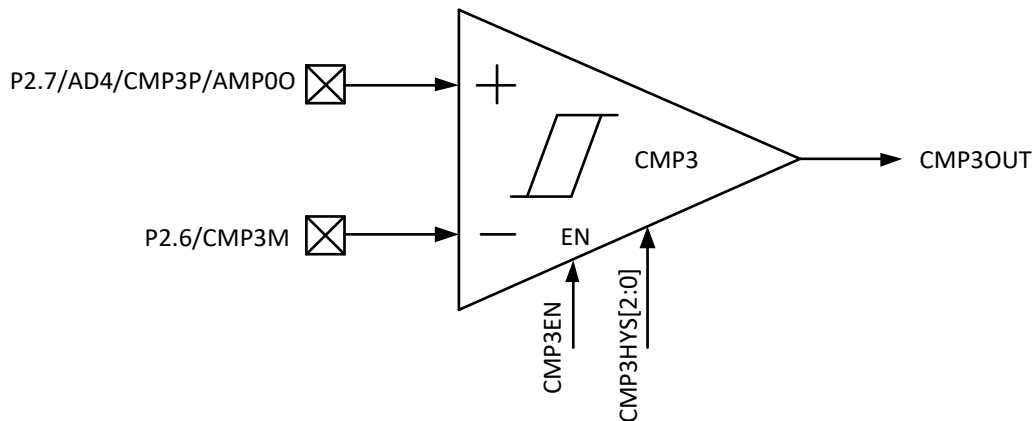 P2.7/AD4/CMP3P/AMP0O
+
CMP3
CMP3OUT
P2.6/CMP3M
−
EN
CMP3EN
CMP3HYS[2:0]